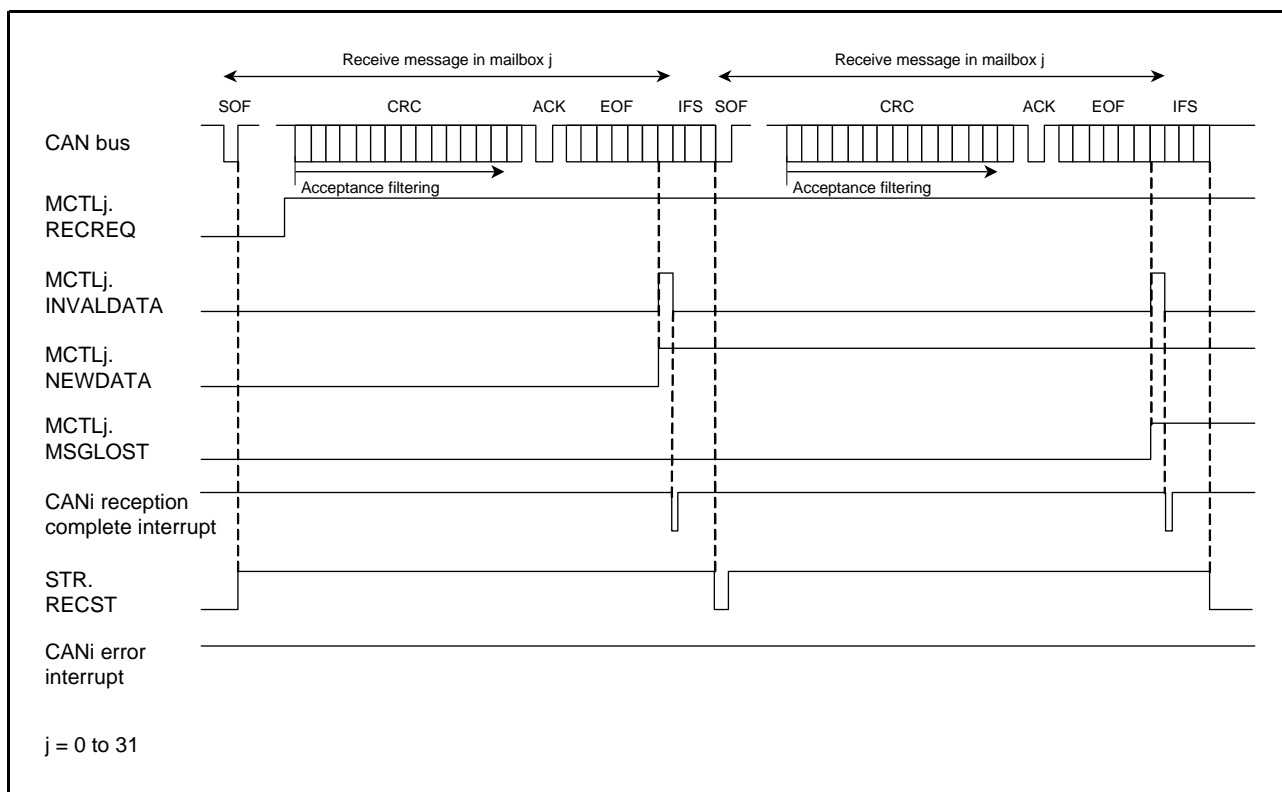 Receive message in mailbox j Receive message in mailbox j
SOF CRC ACK EOF IFS SOF CRC ACK EOF IFS
CAN bus
Acceptance filtering Acceptance filtering
MCTLj.
RECREQ
MCTLj.
INVALDATA
MCTLj.
NEWDATA
MCTLj.
MSGLOST
CANi reception
complete interrupt
STR.
RECST
CANi error
interrupt
j = 0 to 31